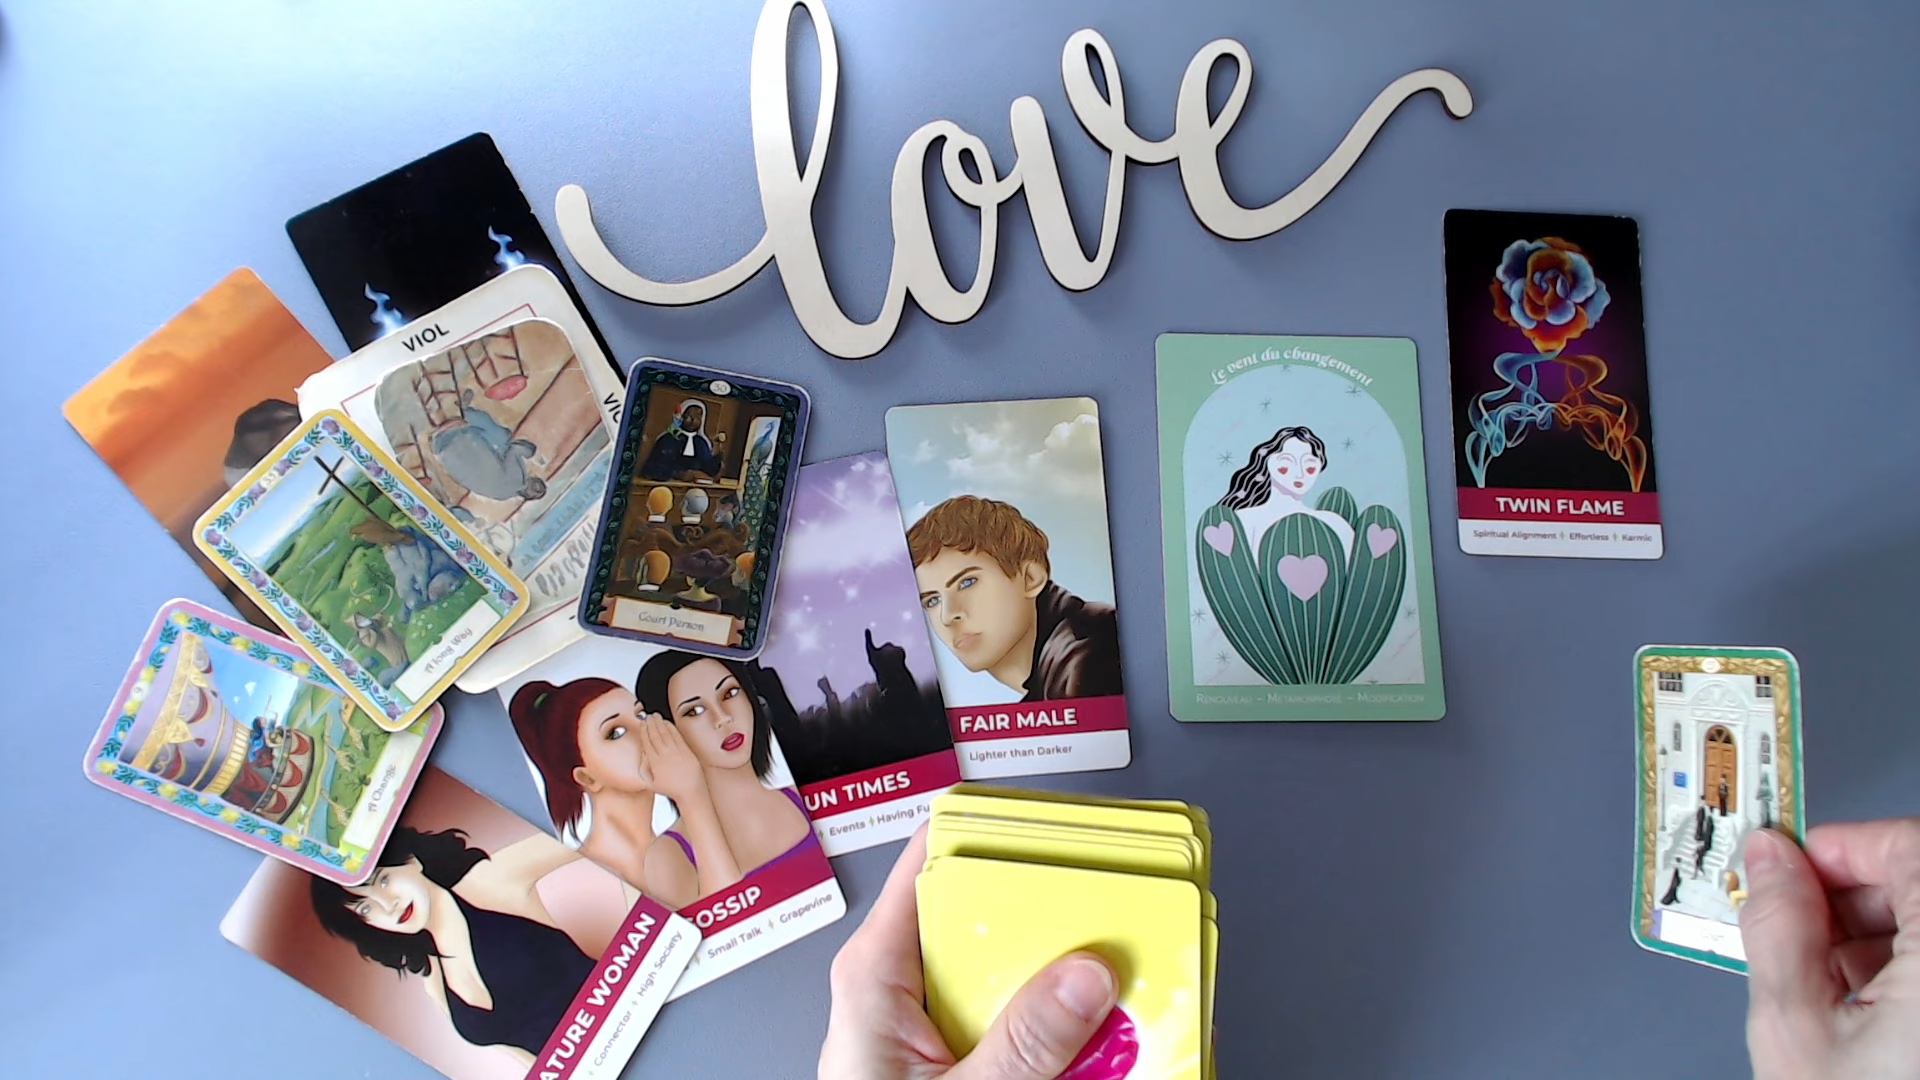 love
VIOL
Le vent du changement
RENOUVEAU – MÉTAMORPHOSE – MODIFICATION
TWIN FLAME
Spiritual Alignment Effortless Karmic
30
Court Person
33
A long Way
A Change
FAIR MALE
Lighter than Darker
UN TIMES
Events Having Fu
OSSIP
Small Talk Grapevine
ATURE WOMAN
Connector High Society